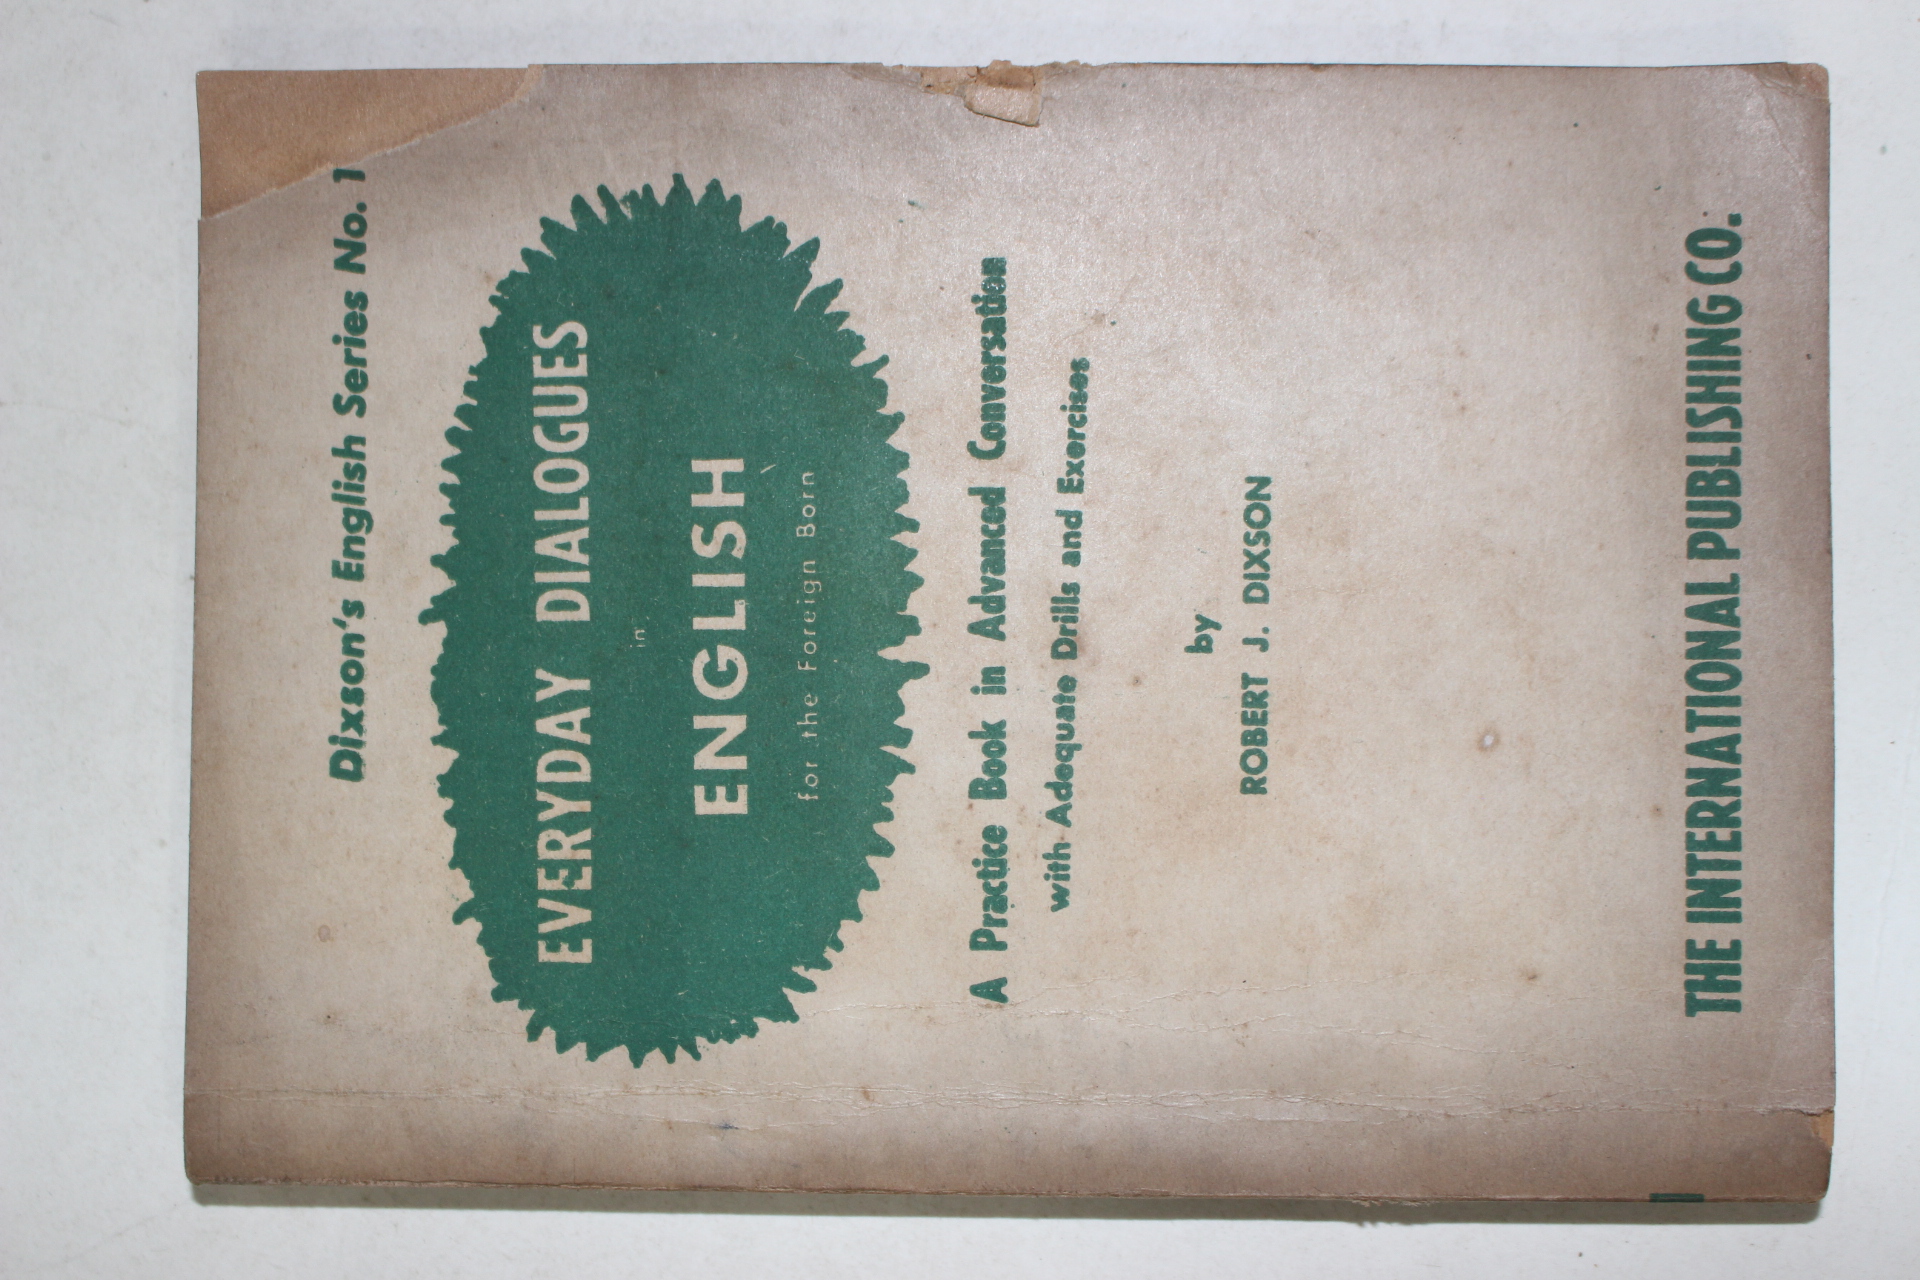 Dixson's English Series No. 1
EVERYDAY DIALOGUES
in
ENGLISH
for the Foreign Born
A Practice Book in Advanced Conversation
with Adequate Drills and Exercises
by
ROBERT J. DIXSON
THE INTERNATIONAL PUBLISHING CO.